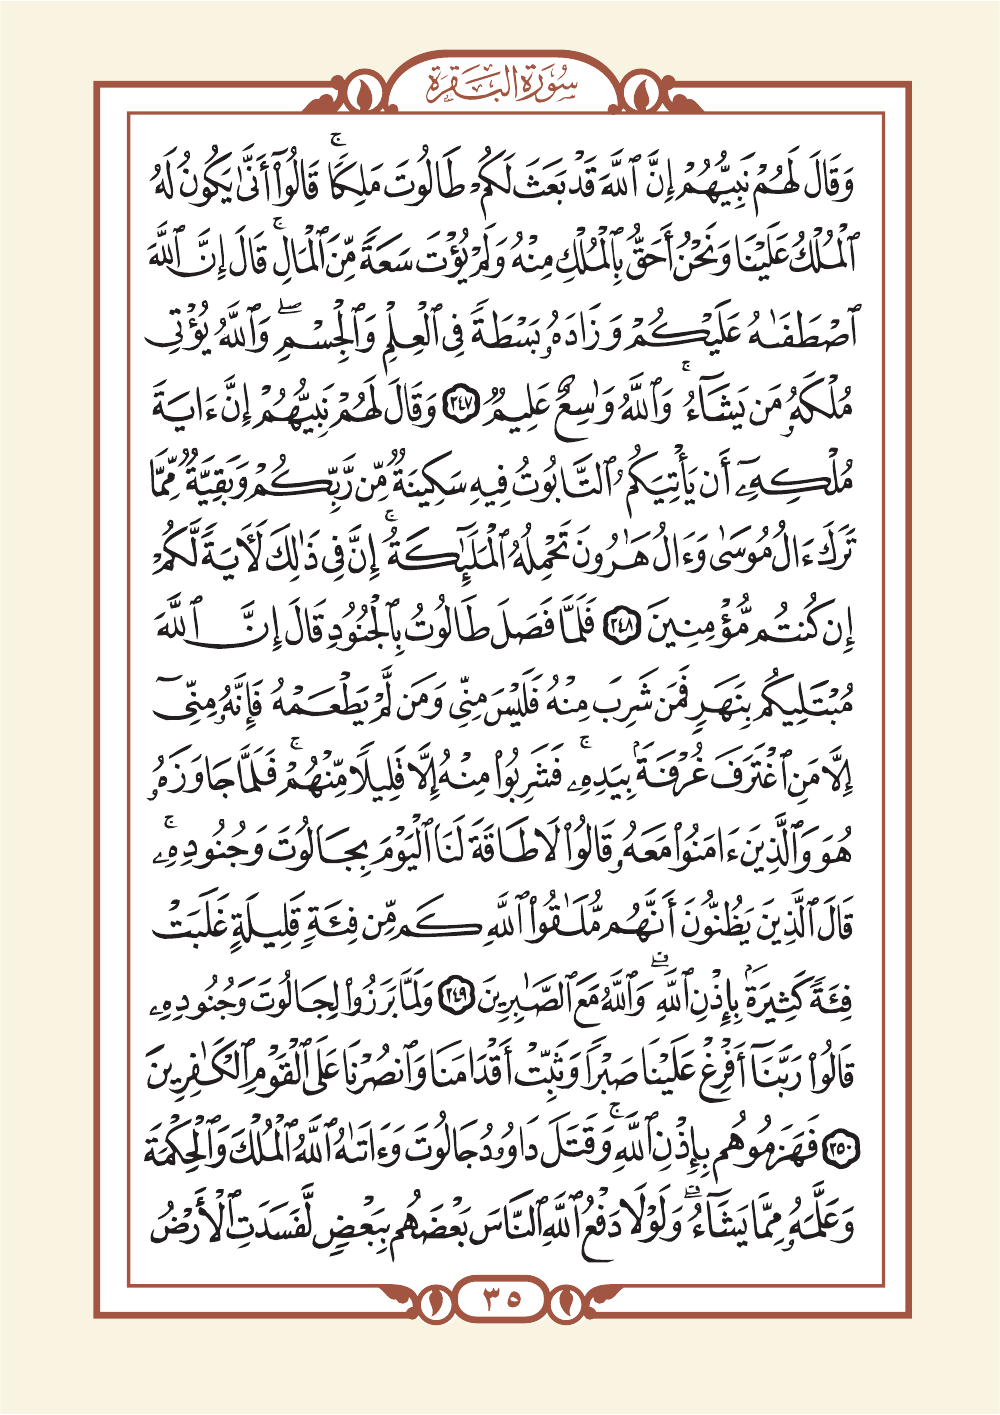 سُورَةُ البَقَرَةِ
وَقَالَ لَهُمْ نَبِيُّهُمْ إِنَّ ٱللَّهَ قَدْ بَعَثَ لَكُمْ طَالُوتَ مَلِكًا ۚ قَالُوٓا۟ أَنَّىٰ يَكُونُ لَهُ
ٱلْمُلْكُ عَلَيْنَا وَنَحْنُ أَحَقُّ بِٱلْمُلْكِ مِنْهُ وَلَمْ يُؤْتَ سَعَةً مِّنَ ٱلْمَالِ ۚ قَالَ إِنَّ ٱللَّهَ
ٱصْطَفَىٰهُ عَلَيْكُمْ وَزَادَهُۥ بَسْطَةً فِى ٱلْعِلْمِ وَٱلْجِسْمِ ۖ وَٱللَّهُ يُؤْتِى
مُلْكَهُۥ مَن يَشَآءُ ۚ وَٱللَّهُ وَٰسِعٌ عَلِيمٌ ٢٤٧ وَقَالَ لَهُمْ نَبِيُّهُمْ إِنَّ ءَايَةَ
مُلْكِهِۦٓ أَن يَأْتِيَكُمُ ٱلتَّابُوتُ فِيهِ سَكِينَةٌ مِّن رَّبِّكُمْ وَبَقِيَّةٌ مِّمَّا
تَرَكَ ءَالُ مُوسَىٰ وَءَالُ هَٰرُونَ تَحْمِلُهُ ٱلْمَلَٰٓئِكَةُ ۚ إِنَّ فِى ذَٰلِكَ لَـَٔايَةً لَّكُمْ
إِن كُنتُم مُّؤْمِنِينَ ٢٤٨ فَلَمَّا فَصَلَ طَالُوتُ بِٱلْجُنُودِ قَالَ إِنَّ ٱللَّهَ
مُبْتَلِيكُم بِنَهَرٍ فَمَن شَرِبَ مِنْهُ فَلَيْسَ مِنِّى وَمَن لَّمْ يَطْعَمْهُ فَإِنَّهُۥ مِنِّىٓ
إِلَّا مَنِ ٱغْتَرَفَ غُرْفَةًۢ بِيَدِهِۦ ۚ فَشَرِبُوا۟ مِنْهُ إِلَّا قَلِيلًا مِّنْهُمْ ۚ فَلَمَّا جَاوَزَهُۥ
هُوَ وَٱلَّذِينَ ءَامَنُوا۟ مَعَهُۥ قَالُوا۟ لَا طَاقَةَ لَنَا ٱلْيَوْمَ بِجَالُوتَ وَجُنُودِهِۦ ۚ
قَالَ ٱلَّذِينَ يَظُنُّونَ أَنَّهُم مُّلَٰقُوا۟ ٱللَّهِ كَم مِّن فِئَةٍ قَلِيلَةٍ غَلَبَتْ
فِئَةً كَثِيرَةًۢ بِإِذْنِ ٱللَّهِ ۗ وَٱللَّهُ مَعَ ٱلصَّٰبِرِينَ ٢٤٩ وَلَمَّا بَرَزُوا۟ لِجَالُوتَ وَجُنُودِهِۦ
قَالُوا۟ رَبَّنَآ أَفْرِغْ عَلَيْنَا صَبْرًا وَثَبِّتْ أَقْدَامَنَا وَٱنصُرْنَا عَلَى ٱلْقَوْمِ ٱلْكَٰفِرِينَ
٢٥٠ فَهَزَمُوهُم بِإِذْنِ ٱللَّهِ ۚ وَقَتَلَ دَاوُۥدُ جَالُوتَ وَءَاتَىٰهُ ٱللَّهُ ٱلْمُلْكَ وَٱلْحِكْمَةَ
وَعَلَّمَهُۥ مِمَّا يَشَآءُ ۗ وَلَوْلَا دَفْعُ ٱللَّهِ ٱلنَّاسَ بَعْضَهُم بِبَعْضٍ لَّفَسَدَتِ ٱلْأَرْضُ
٣٥